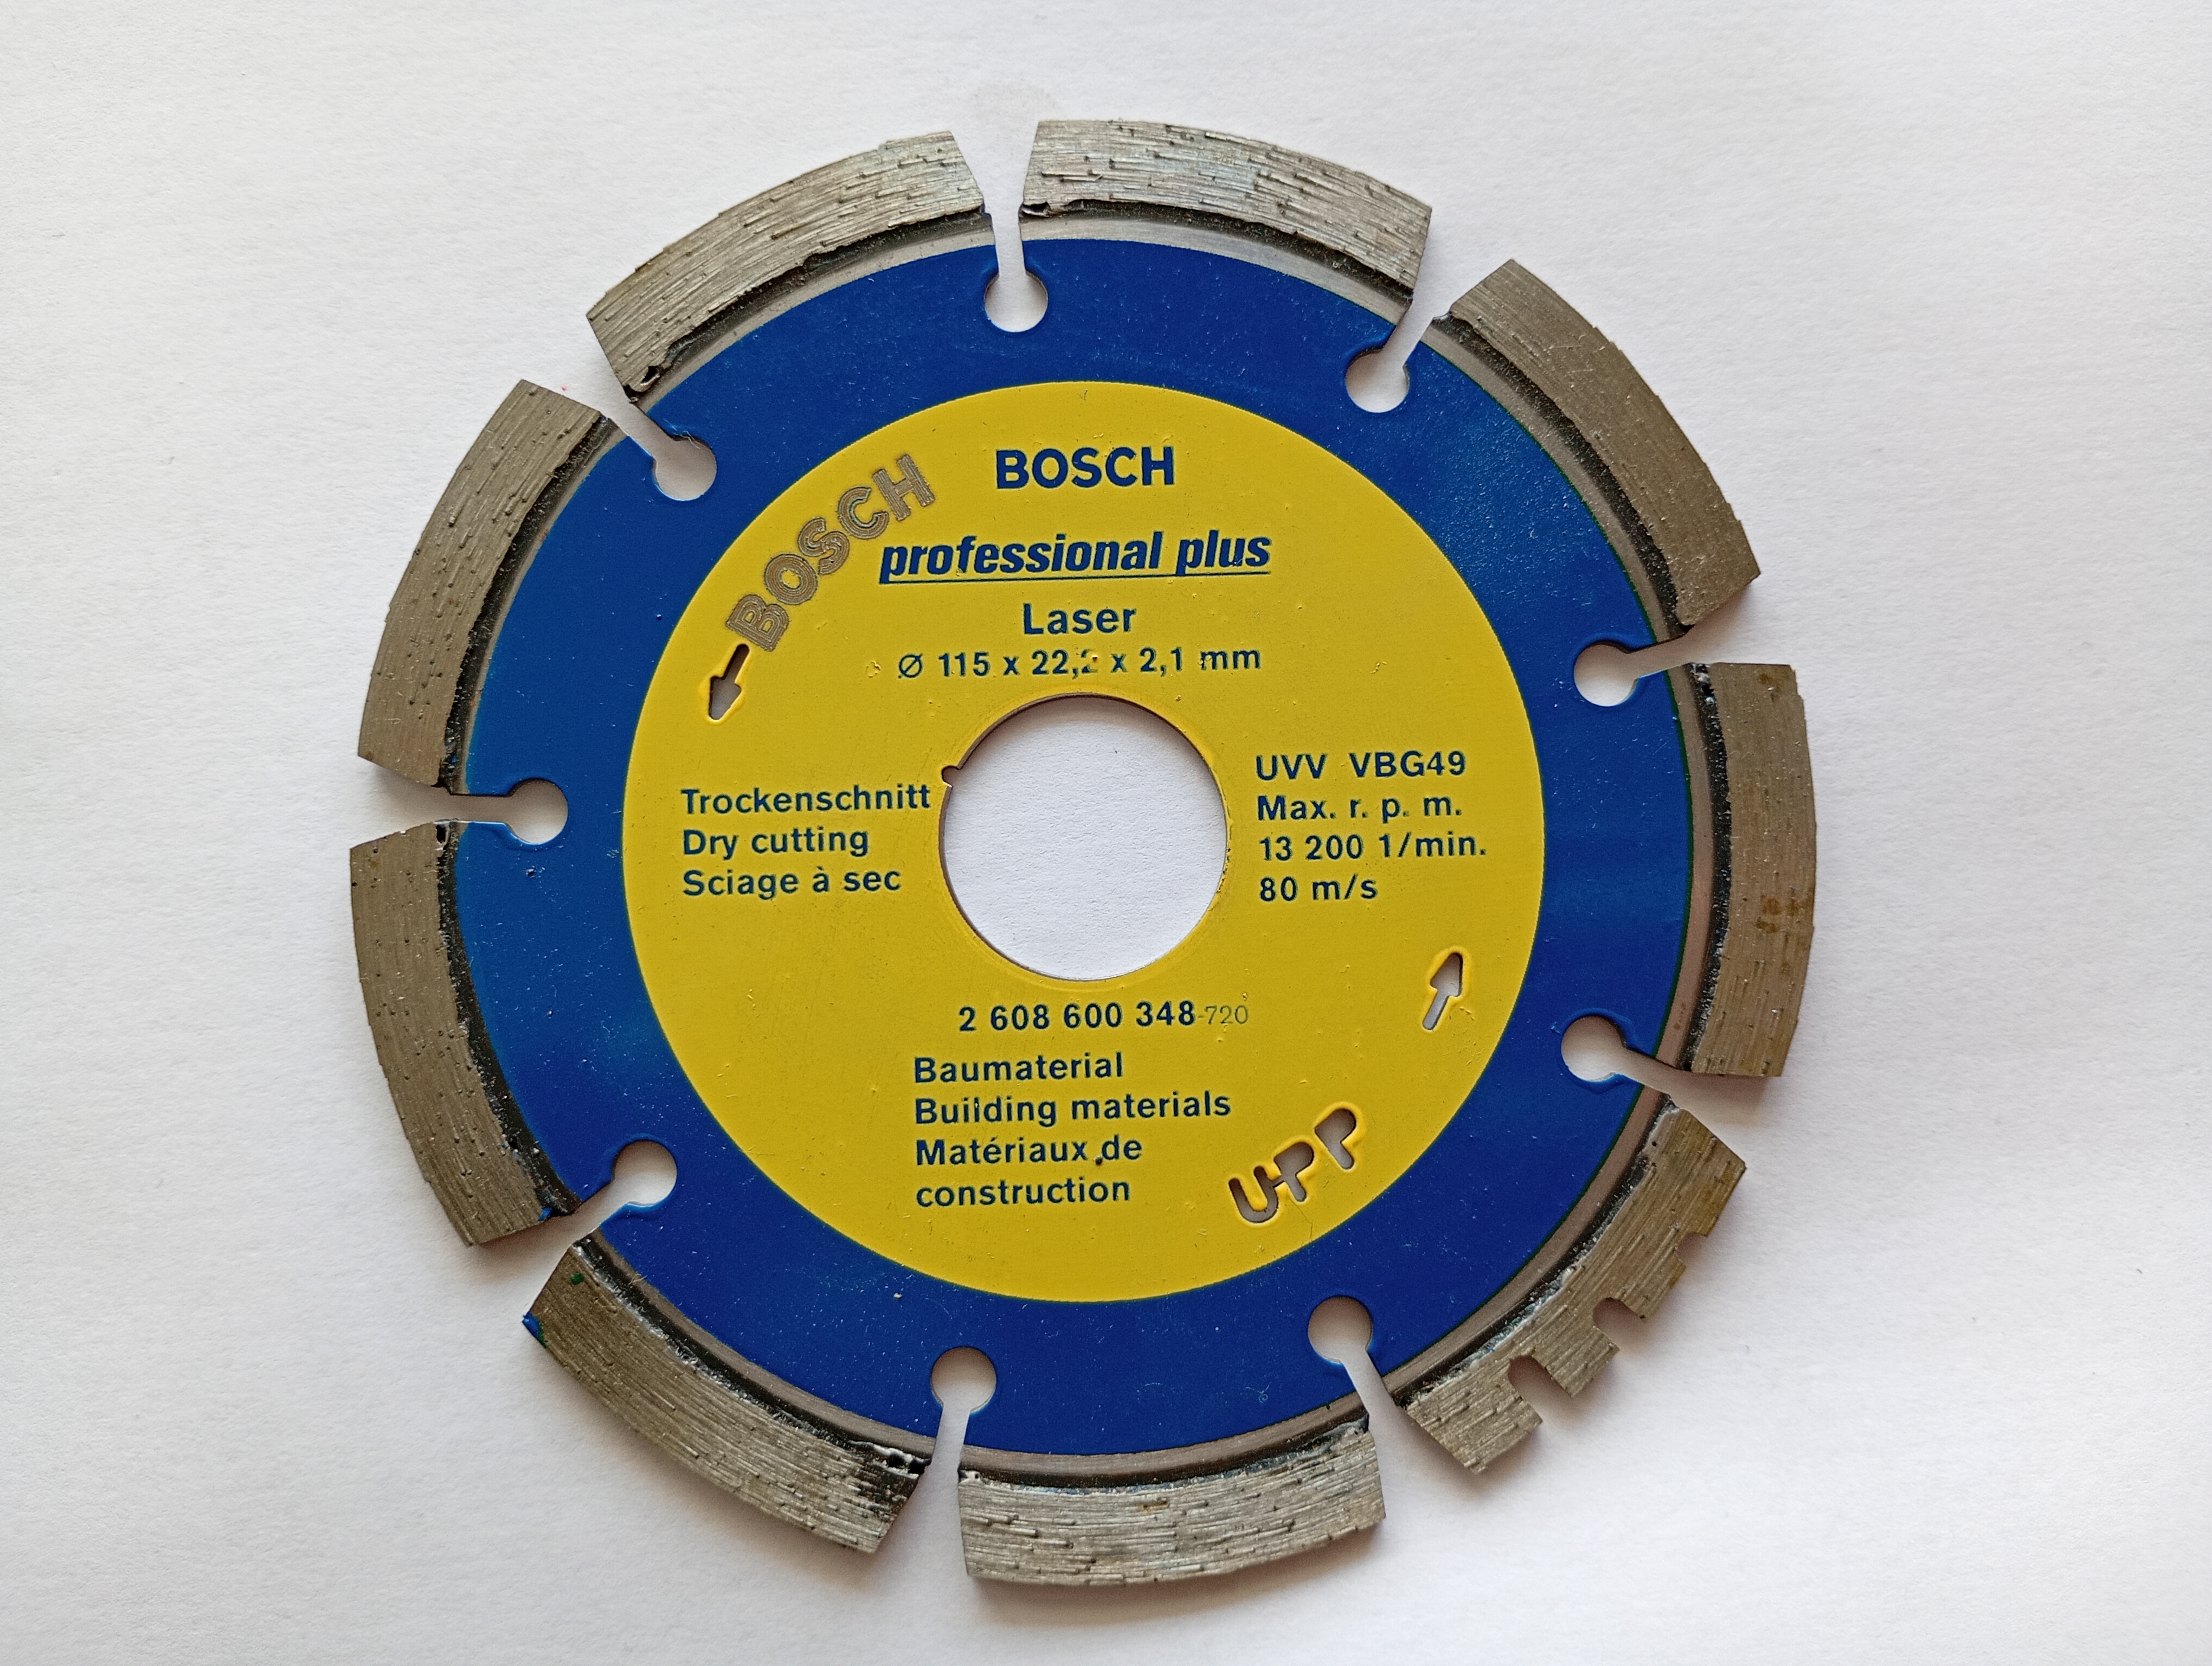 BOSCH
BOSCH
professional plus
Laser
Ø 115 x 22,2 x 2,1 mm
Trockenschnitt
Dry cutting
Sciage à sec
UVV VBG49
Max. r. p. m.
13 200 1/min.
80 m/s
2 608 600 348-720
Baumaterial
Building materials
Matériaux de
construction
UPP